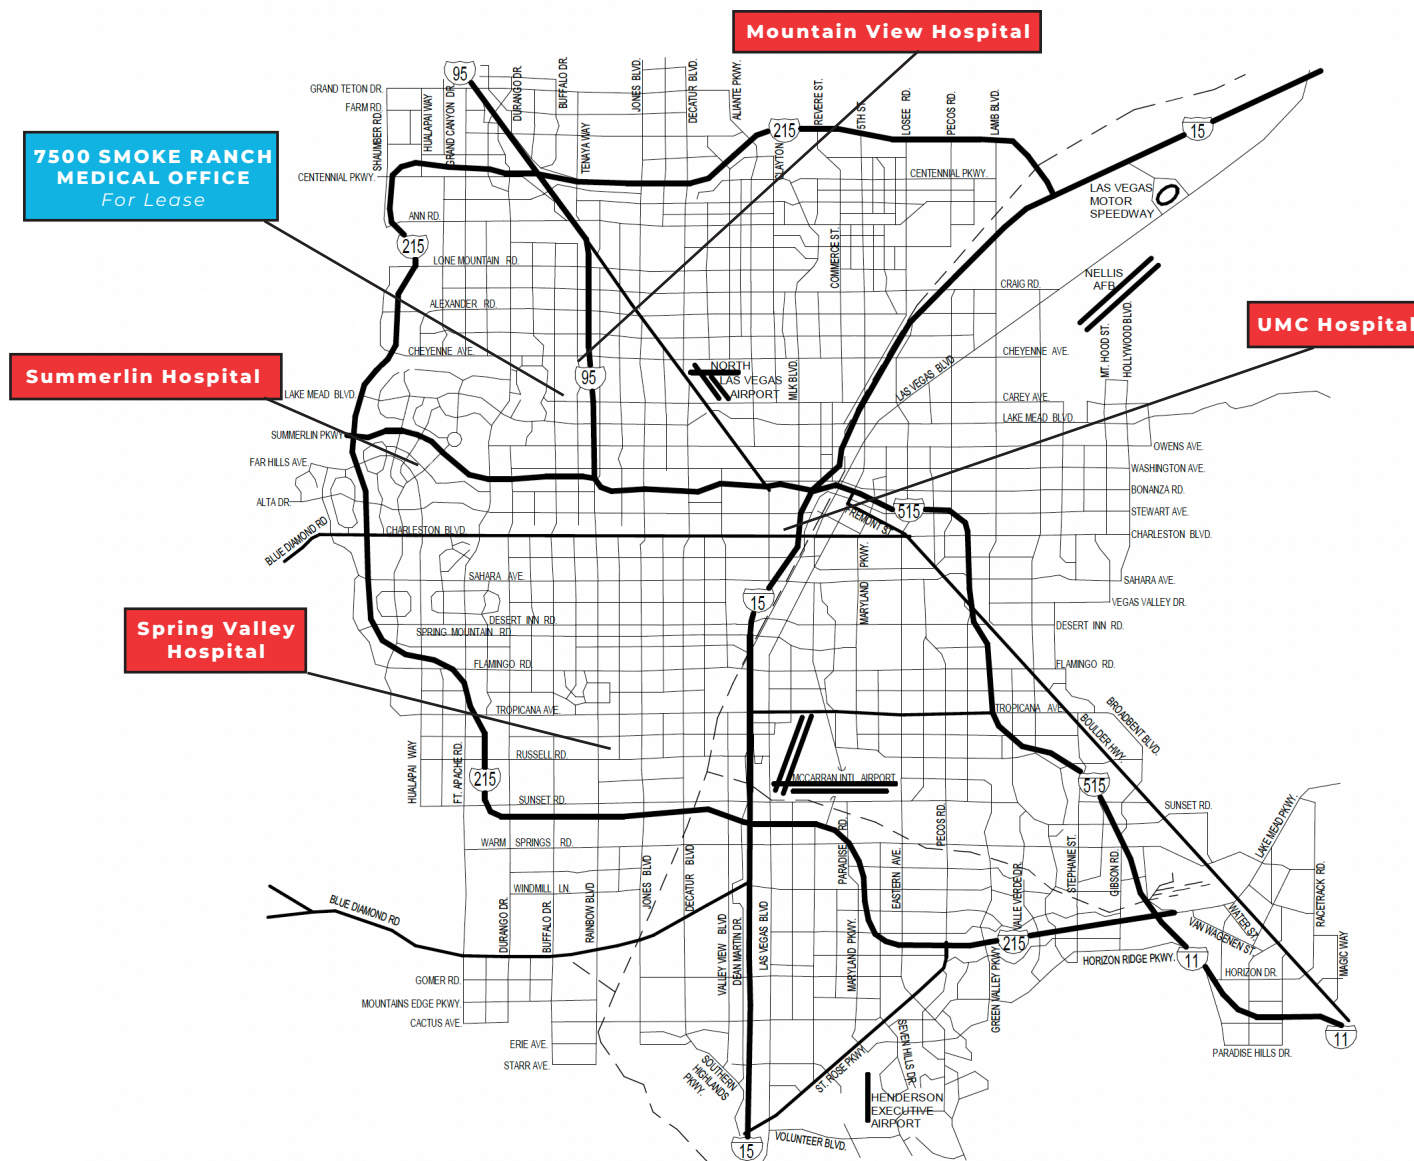 Mountain View Hospital
7500 SMOKE RANCH
MEDICAL OFFICE
For Lease
Summerlin Hospital
UMC Hospital
Spring Valley
Hospital
95
GRAND TETON DR.
FARM RD.
SHAUMBER RD.
HUALAPAI WAY
GRAND CANYON DR.
DURANGO DR.
BUFFALO DR.
TENAYA WAY
JONES BLVD.
DECATUR BLVD.
ALIANTE PKWY.
CLAYTON
215
REVERE ST.
5TH ST.
LOSEE RD.
PECOS RD.
LAMB BLVD.
15
CENTENNIAL PKWY.
CENTENNIAL PKWY.
LAS VEGAS
MOTOR
SPEEDWAY
ANN RD.
215
LONE MOUNTAIN RD.
COMMERCE ST.
NELLIS
AFB
CRAIG RD.
ALEXANDER RD.
MT. HOOD ST.
HOLLYWOOD BLVD.
CHEYENNE AVE.
CHEYENNE AVE.
95
NORTH
LAS VEGAS
AIRPORT
MLK BLVD.
LAS VEGAS BLVD
LAKE MEAD BLVD.
CAREY AVE.
LAKE MEAD BLVD.
SUMMERLIN PKWY
OWENS AVE.
FAR HILLS AVE.
WASHINGTON AVE.
BONANZA RD.
ALTA DR.
515
STEWART AVE.
REMONT ST.
BLUE DIAMOND RD
CHARLESTON BLVD.
CHARLESTON BLVD.
MARYLAND PKWY.
SAHARA AVE.
SAHARA AVE.
15
VEGAS VALLEY DR.
DESERT INN RD.
DESERT INN RD.
SPRING MOUNTAIN RD.
FLAMINGO RD.
FLAMINGO RD.
TROPICANA AVE.
TROPICANA AVE.
BROADBENT BLVD.
BOULDER HWY.
RUSSELL RD.
HUALAPAI WAY
FT. APACHE RD.
215
MCCARRAN INTL AIRPORT
515
SUNSET RD.
SUNSET RD.
LAKE MEAD PKWY.
WARM SPRINGS RD.
PARADISE RD.
PECOS RD.
EASTERN AVE.
VALLE VERDE DR.
STEPHANIE ST.
GIBSON RD.
RACETRACK RD.
WINDMILL LN.
BLUE DIAMOND RD
DURANGO DR.
BUFFALO DR.
RAINBOW BLVD
JONES BLVD
DECATUR BLVD
VALLEY VIEW BLVD
DEAN MARTIN DR.
LAS VEGAS BLVD
MARYLAND PKWY.
215
GREEN VALLEY PKWY
HORIZON RIDGE PKWY.
11
VAN WAGENEN ST.
WATER ST.
HORIZON DR.
MAGIC WAY
GOMER RD.
MOUNTAINS EDGE PKWY.
CACTUS AVE.
ERIE AVE.
STARR AVE.
SOUTHERN
HIGHLANDS
PKWY.
ST. ROSE PKWY.
SEVEN HILLS DR.
PARADISE HILLS DR.
11
HENDERSON
EXECUTIVE
AIRPORT
15
VOLUNTEER BLVD.